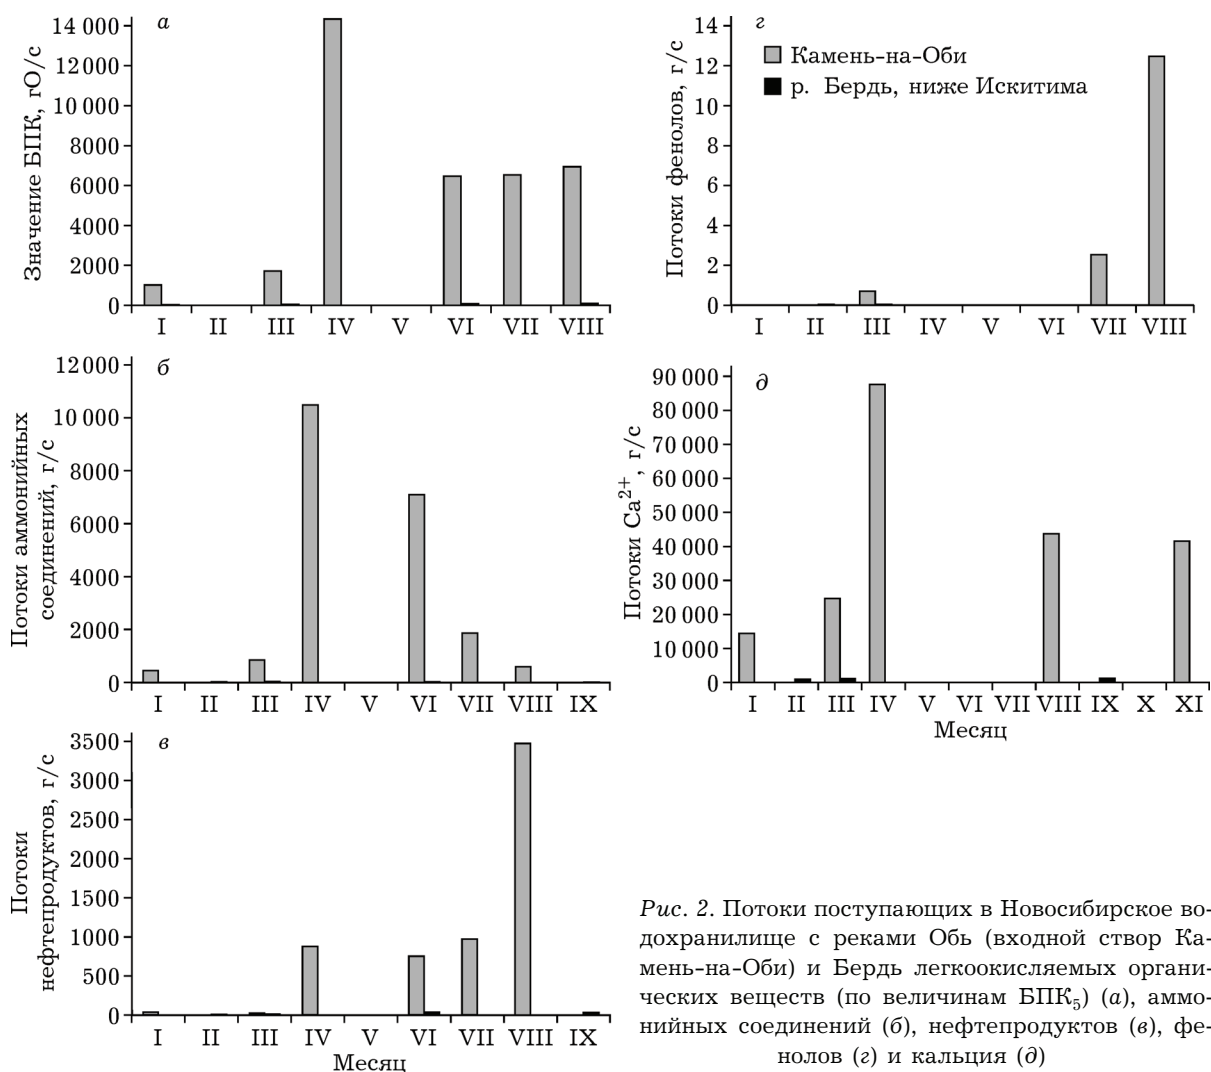 а
Значение БПК, гО/с
14 000
12 000
10 000
8000
6000
4000
2000
0
I II III IV V VI VII VIII
г
Потоки фенолов, г/с
14
12
10
8
6
4
2
0
Камень-на-Оби
р. Бердь, ниже Искитима
I II III IV V VI VII VIII
б
Потоки аммонийных
соединений, г/с
12 000
10 000
8000
6000
4000
2000
0
I II III IV V VI VII VIII IX
д
Потоки Ca²⁺, г/с
90 000
80 000
70 000
60 000
50 000
40 000
30 000
20 000
10 000
0
I II III IV V VI VII VIII IX X XI
Месяц
в
Потоки
нефтепродуктов, г/с
3500
3000
2500
2000
1500
1000
500
0
I II III IV V VI VII VIII IX
Месяц
Рис. 2. Потоки поступающих в Новосибирское во-
дохранилище с реками Обь (входной створ Ка-
мень-на-Оби) и Бердь легкоокисляемых органи-
ческих веществ (по величинам БПК₅) (а), аммо-
нийных соединений (б), нефтепродуктов (в), фе-
нолов (г) и кальция (д)